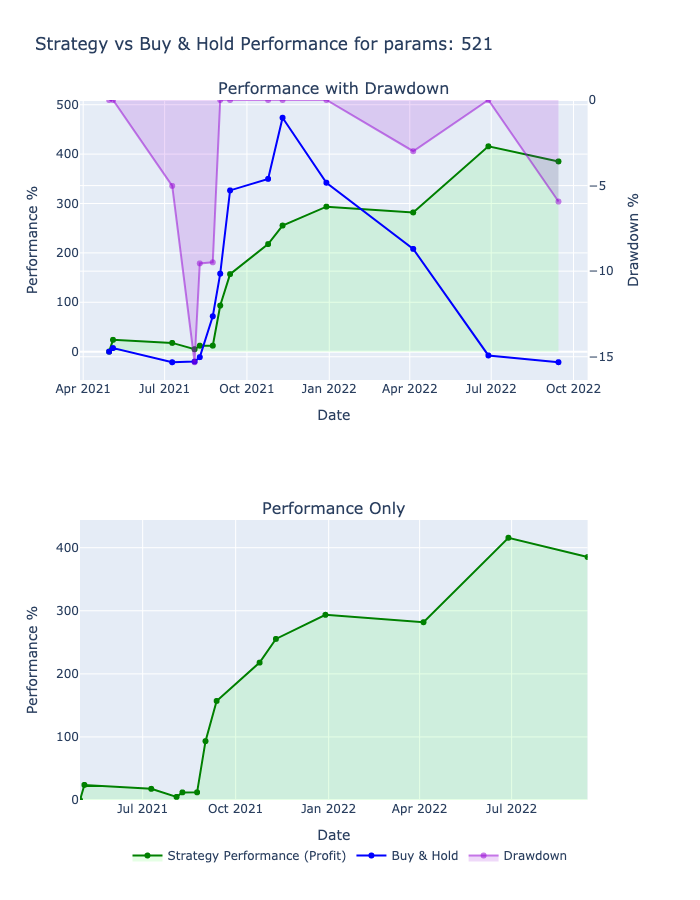 Strategy vs Buy & Hold Performance for params: 521
Performance with Drawdown
500
400
300
200
100
0
Performance %
0
−5
−10
−15
Drawdown %
Apr 2021
Jul 2021
Oct 2021
Jan 2022
Apr 2022
Jul 2022
Oct 2022
Date
Performance Only
400
300
200
100
0
Performance %
Jul 2021
Oct 2021
Jan 2022
Apr 2022
Jul 2022
Date
Strategy Performance (Profit)
Buy & Hold
Drawdown